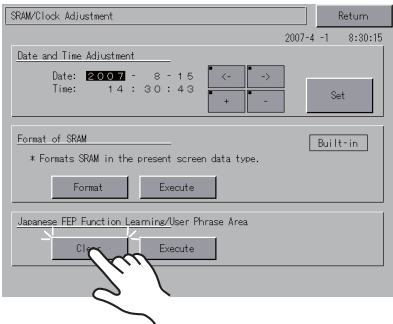 SRAM/Clock Adjustment
Return
2007-4 -1 8:30:15
Date and Time Adjustment
Date: 2007 - 8 - 15
<- ->
Time: 14 : 30 : 43
+ -
Set
Format of SRAM
Built-in
* Formats SRAM in the present screen data type.
Format Execute
Japanese FEP Function Learning/User Phrase Area
Clear Execute